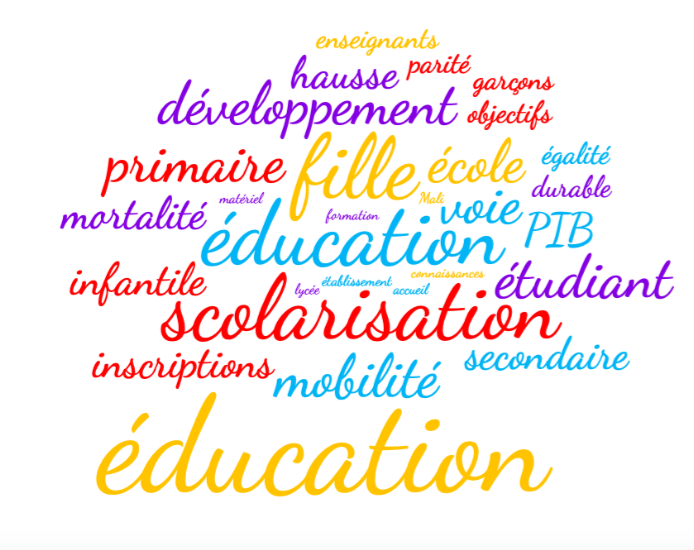 enseignants
hausse parité
garçons
développement objectifs
primaire fille école égalité
durable
matériel Mali
mortalité formation voie PIB
éducation
connaissances
infantile établissement étudiant
lycée accueil
scolarisation
inscriptions mobilité secondaire
éducation